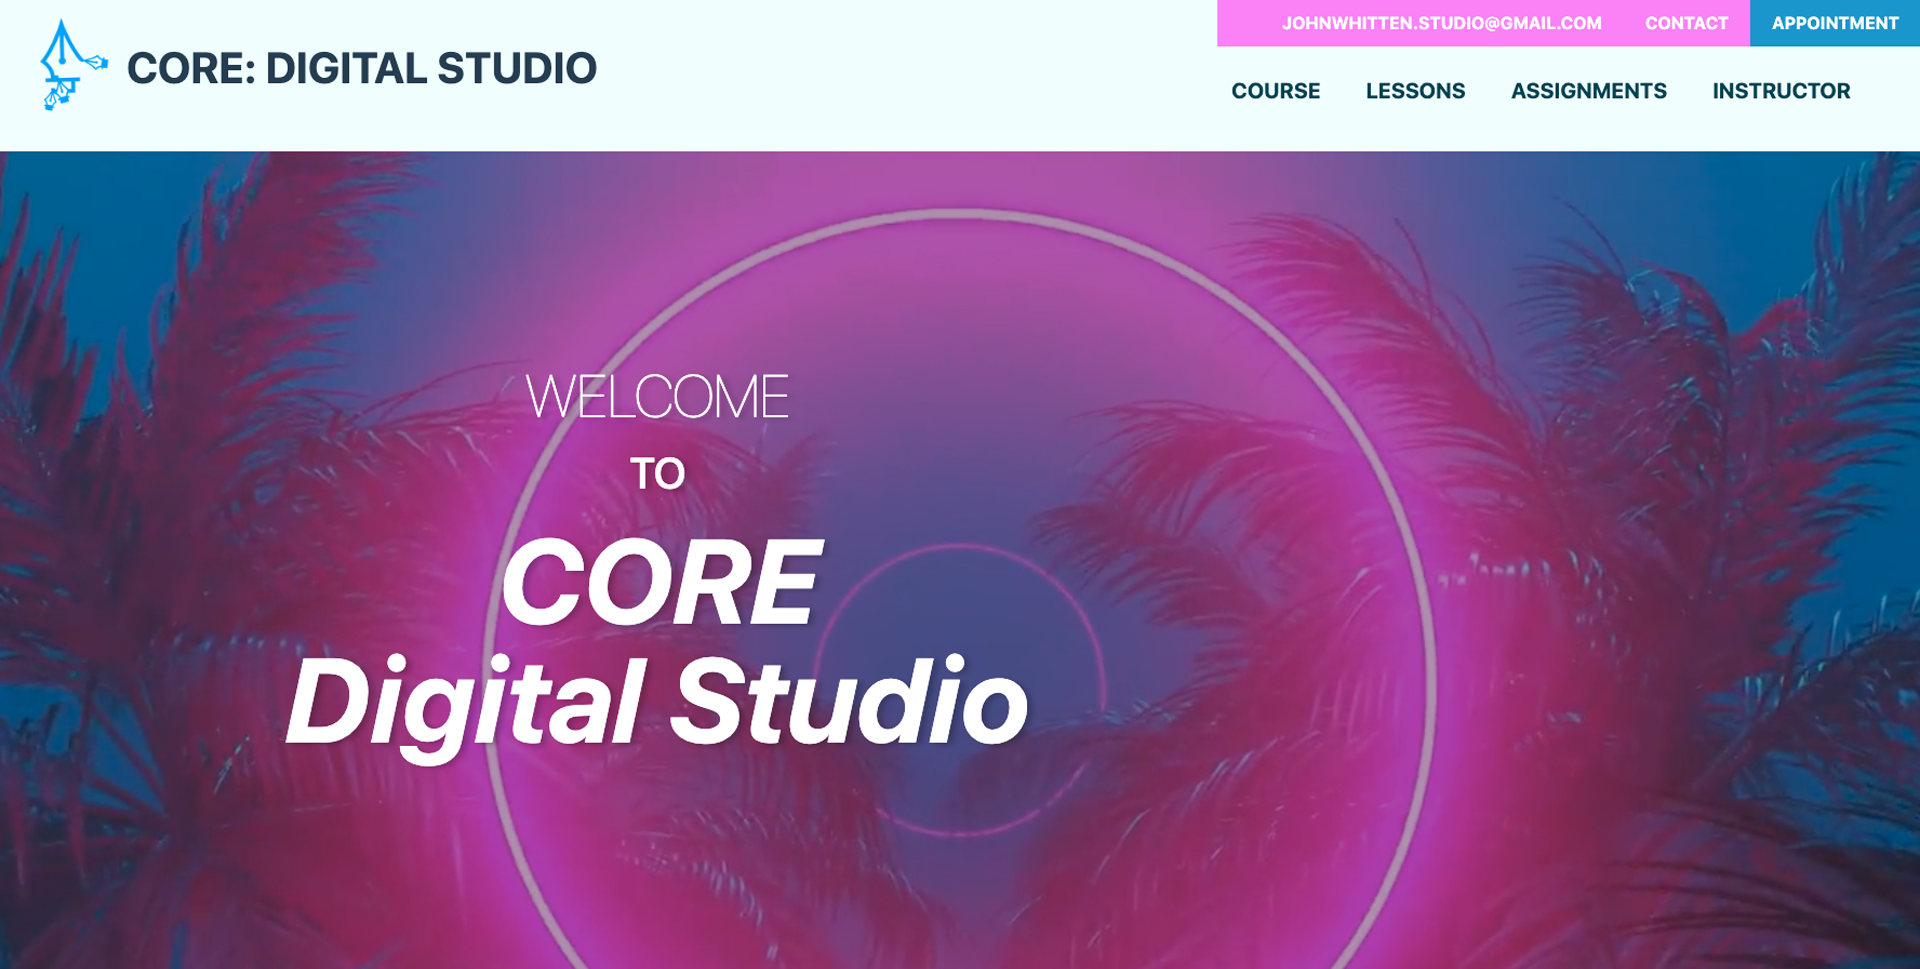 JOHNWHITTEN.STUDIO@GMAIL.COM CONTACT APPOINTMENT
CORE: DIGITAL STUDIO
COURSE LESSONS ASSIGNMENTS INSTRUCTOR
WELCOME
TO
CORE
Digital Studio